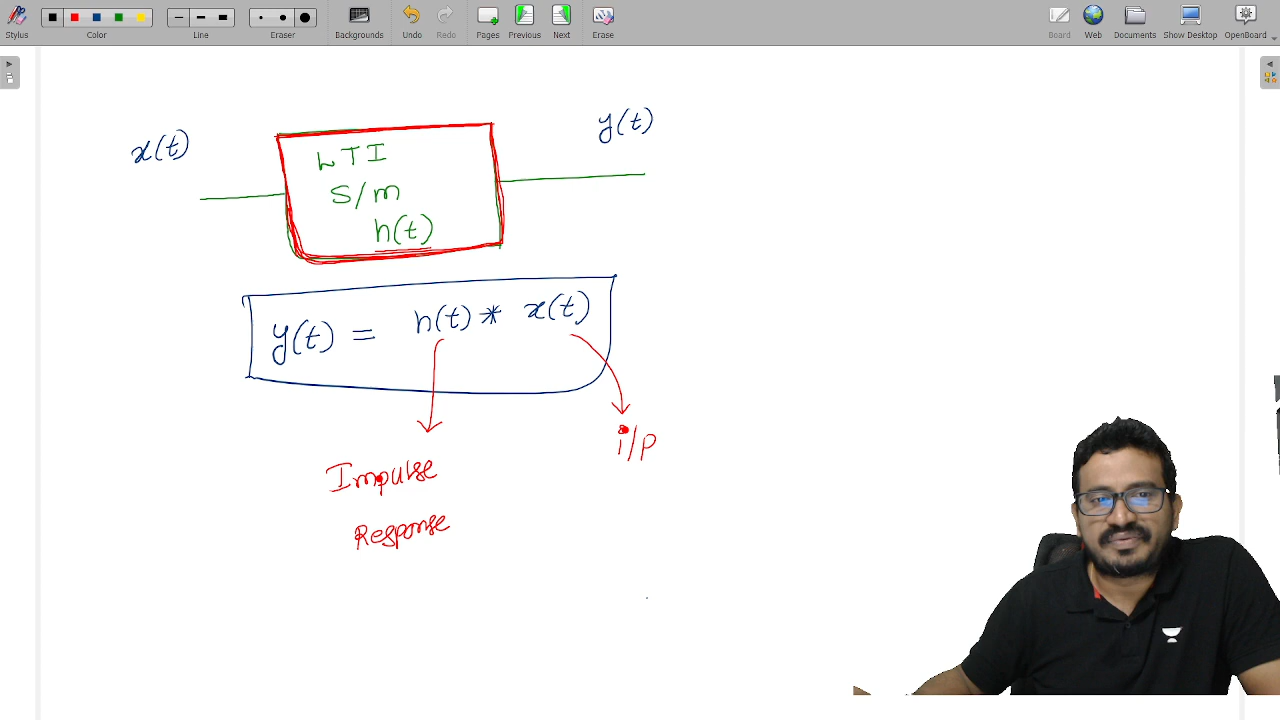 Stylus Color Line Eraser Backgrounds Undo Redo Pages Previous Next Erase Board Web Documents Show Desktop OpenBoard
x(t)
y(t)
LTI
S/m
h(t)
y(t) = h(t) * x(t)
i/p
Impulse
Response